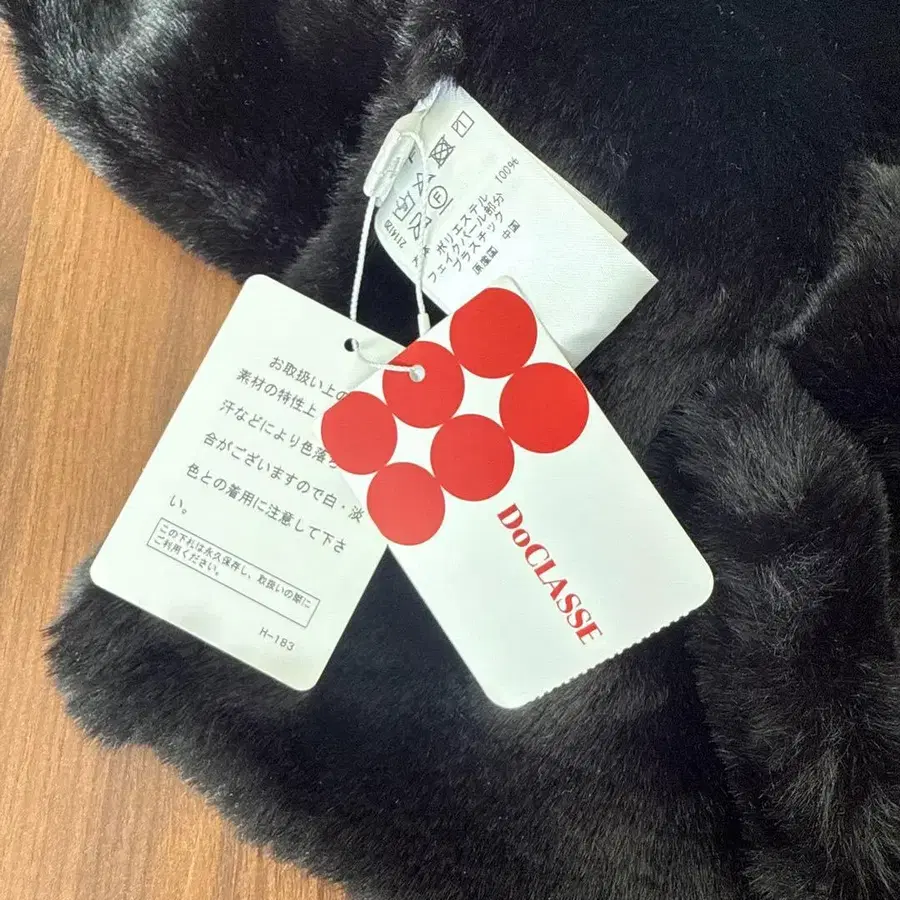 100%
ポリエステル
フェイクパール部分
プラスチック
原産国 中国
F
お取扱い上の
素材の特性上
汗などにより色落ち
合がございますので白・淡
色との着用に注意して下さ
い。
この下札は永久保存し、取扱いの際に
ご利用ください。
H-183
DoCLASSE